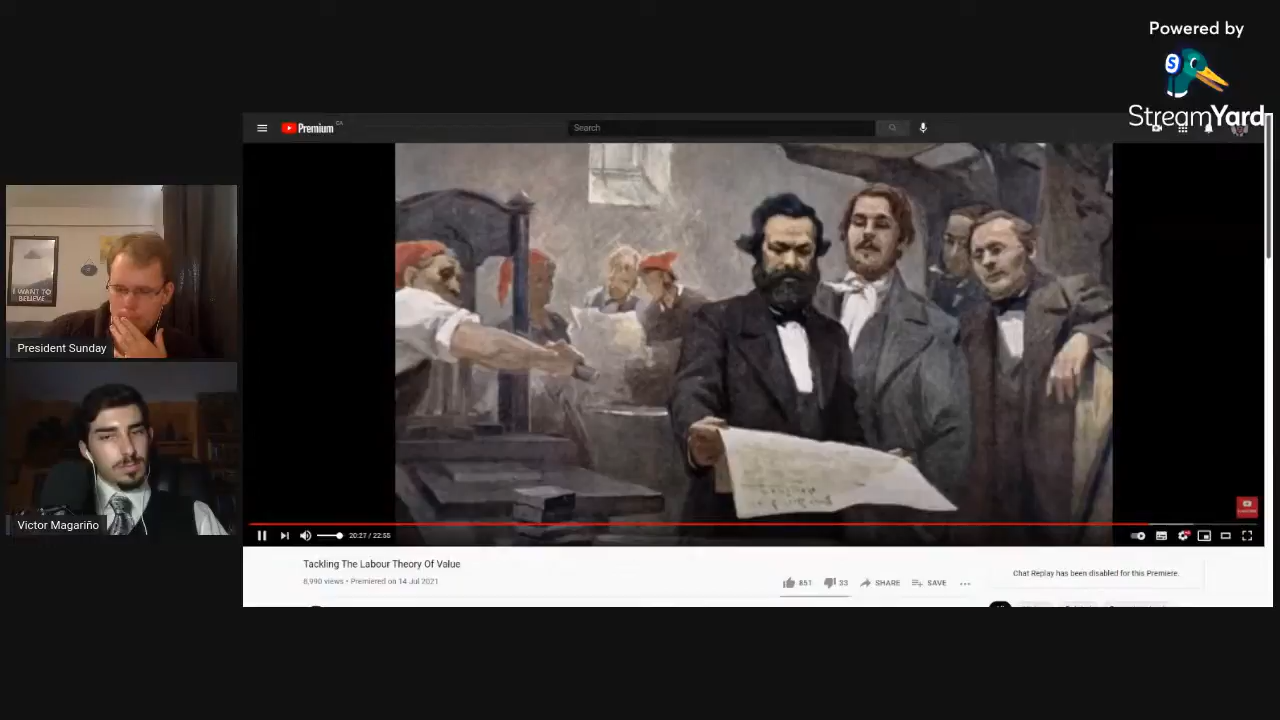 Powered by
StreamYard
Premium CA
Search
I WANT TO BELIEVE
President Sunday
Victor Magariño
20:27 / 22:55
Tackling The Labour Theory Of Value
8,990 views • Premiered on 14 Jul 2021
851
33
SHARE
SAVE
Chat Replay has been disabled for this Premiere.